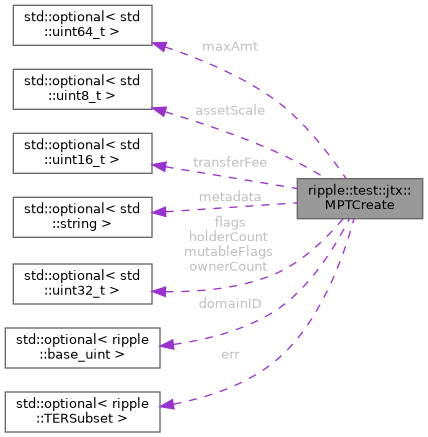 std::optional< std
::uint64_t >
maxAmt
std::optional< std
::uint8_t >
assetScale
std::optional< std
::uint16_t >
transferFee
ripple::test::jtx::
MPTCreate
metadata
std::optional< std
::string >
flags
holderCount
mutableFlags
ownerCount
std::optional< std
::uint32_t >
domainID
std::optional< ripple
::base_uint >
err
std::optional< ripple
::TERSubset >